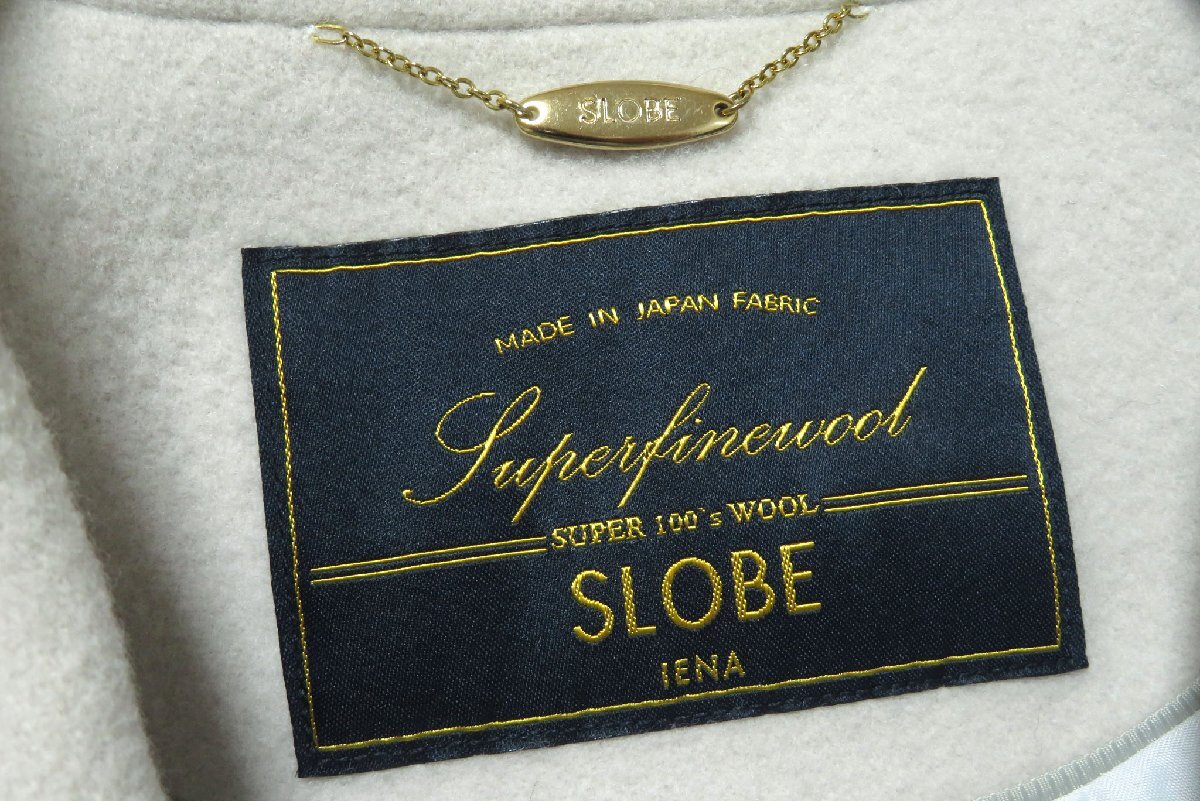 SLOBE
MADE IN JAPAN FABRIC
Superfinewool
SUPER 100`s WOOL
SLOBE
IENA